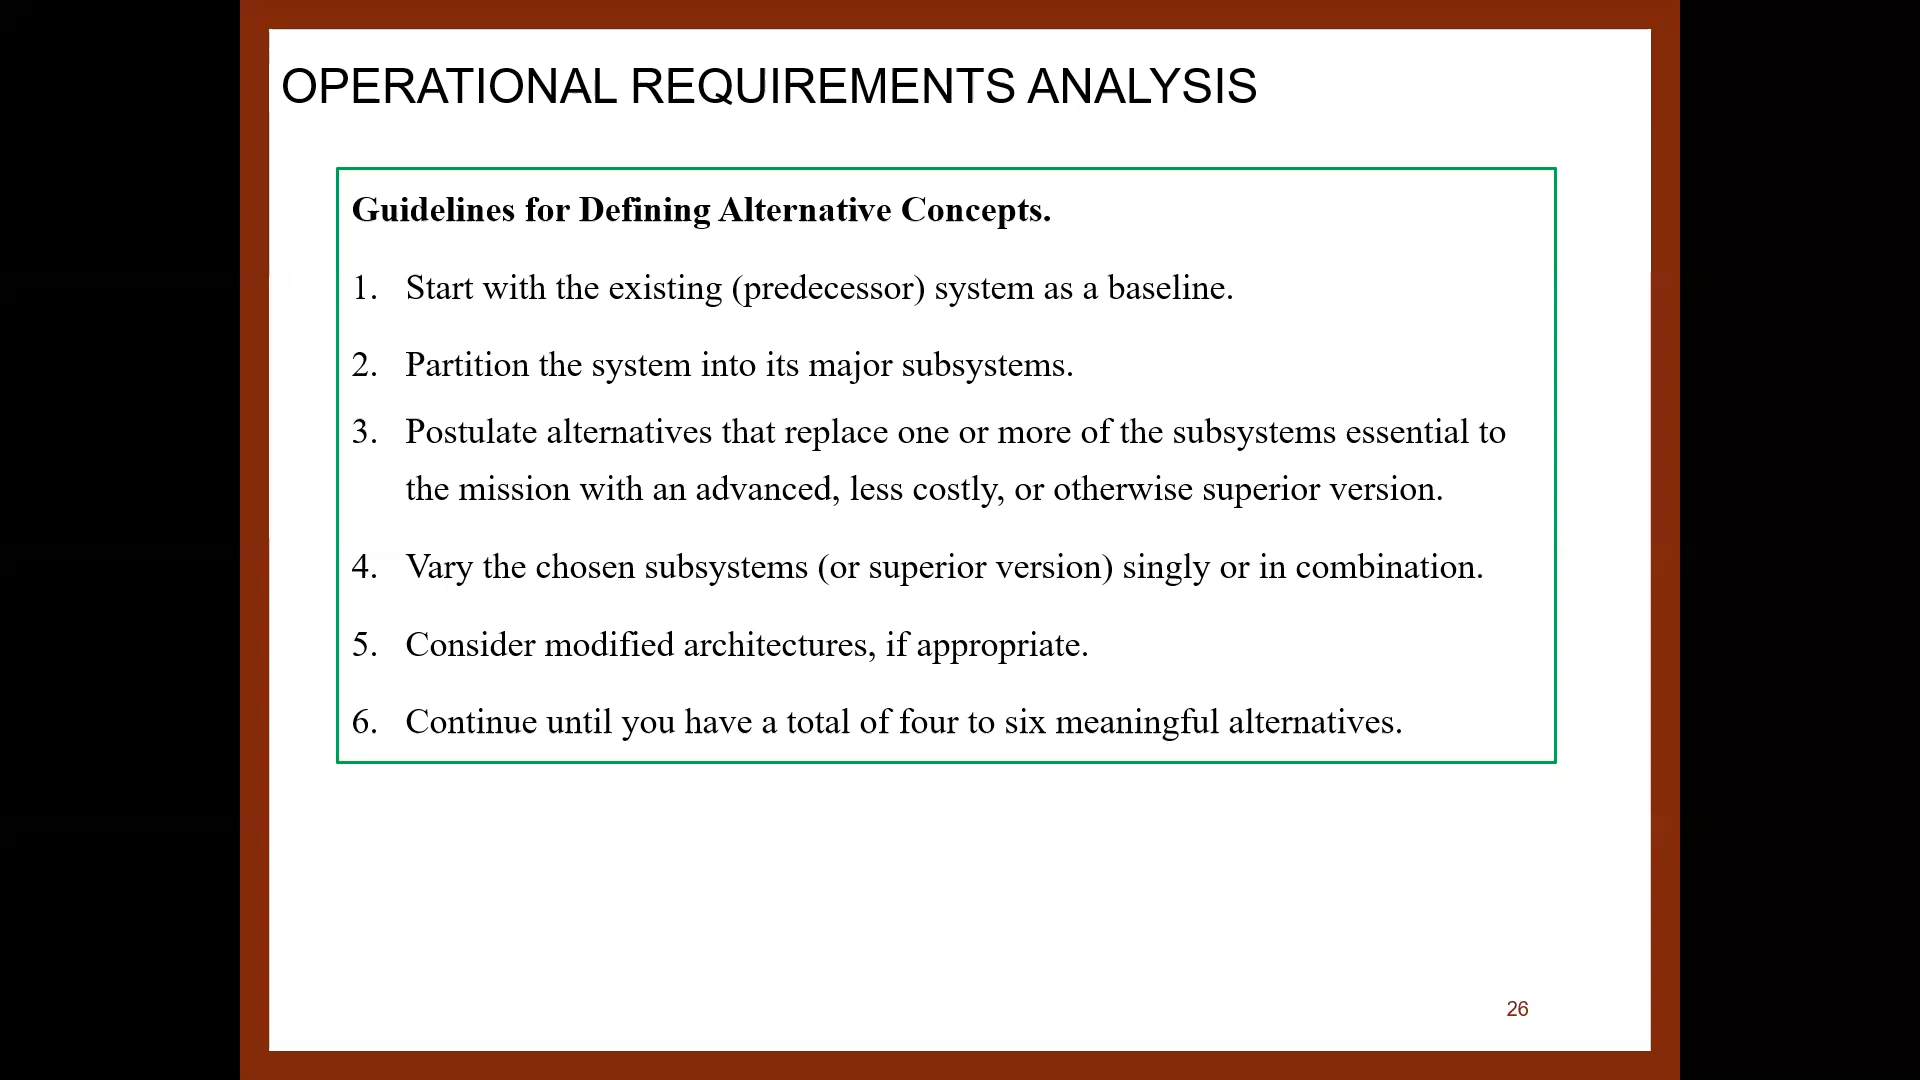 OPERATIONAL REQUIREMENTS ANALYSIS
Guidelines for Defining Alternative Concepts.
1. Start with the existing (predecessor) system as a baseline.
2. Partition the system into its major subsystems.
3. Postulate alternatives that replace one or more of the subsystems essential to
the mission with an advanced, less costly, or otherwise superior version.
4. Vary the chosen subsystems (or superior version) singly or in combination.
5. Consider modified architectures, if appropriate.
6. Continue until you have a total of four to six meaningful alternatives.
26